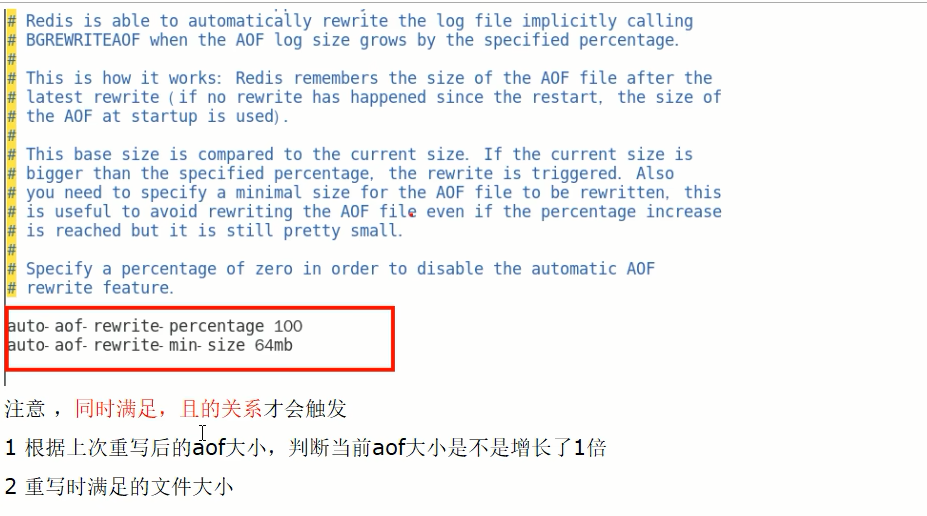 # Redis is able to automatically rewrite the log file implicitly calling
# BGREWRITEAOF when the AOF log size grows by the specified percentage.
#
# This is how it works: Redis remembers the size of the AOF file after the
# latest rewrite (if no rewrite has happened since the restart, the size of
# the AOF at startup is used).
#
# This base size is compared to the current size. If the current size is
# bigger than the specified percentage, the rewrite is triggered. Also
# you need to specify a minimal size for the AOF file to be rewritten, this
# is useful to avoid rewriting the AOF file even if the percentage increase
# is reached but it is still pretty small.
#
# Specify a percentage of zero in order to disable the automatic AOF
# rewrite feature.
auto-aof-rewrite-percentage 100
auto-aof-rewrite-min-size 64mb
注意，同时满足，且的关系才会触发
1 根据上次重写后的aof大小，判断当前aof大小是不是增长了1倍
2 重写时满足的文件大小